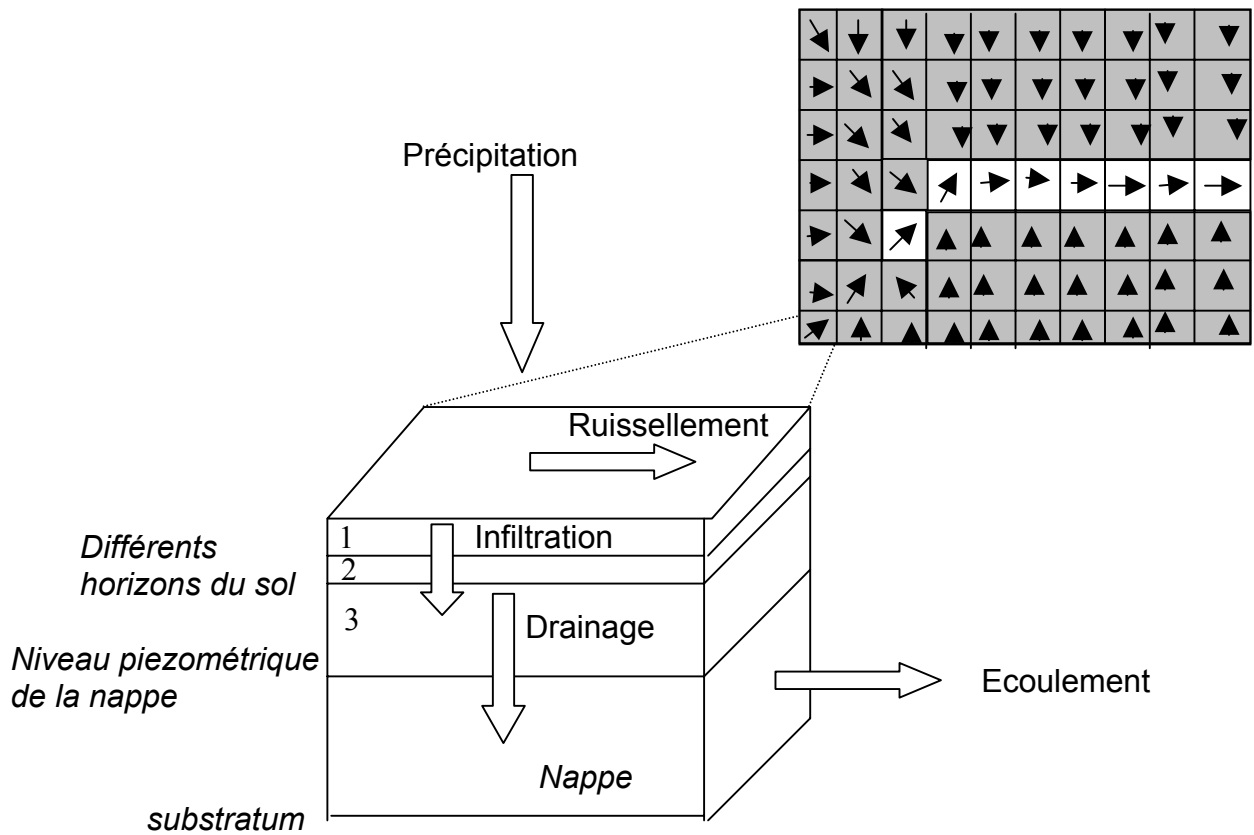 Précipitation
Ruissellement
1
Infiltration
Différents
horizons du sol
2
3
Drainage
Niveau piezométrique
de la nappe
Ecoulement
Nappe
substratum